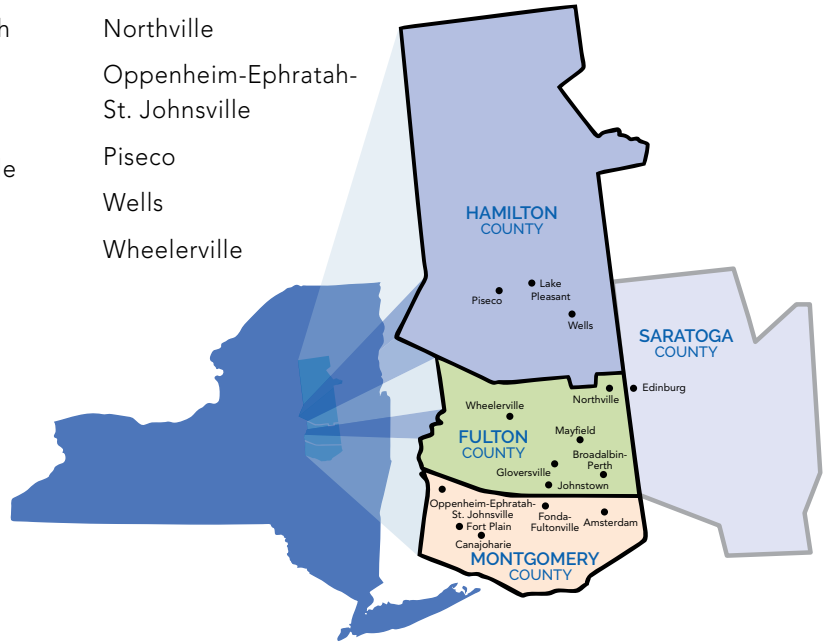 h
e
Northville
Oppenheim-Ephratah-
St. Johnsville
Piseco
Wells
Wheelerville
HAMILTON
COUNTY
Lake
Pleasant
Piseco
Wells
SARATOGA
COUNTY
Edinburg
Northville
Wheelerville
Mayfield
FULTON
COUNTY
Broadalbin-
Perth
Gloversville
Johnstown
Oppenheim-Ephratah-
St. Johnsville
Fonda-
Fultonville
Amsterdam
Fort Plain
Canajoharie
MONTGOMERY
COUNTY